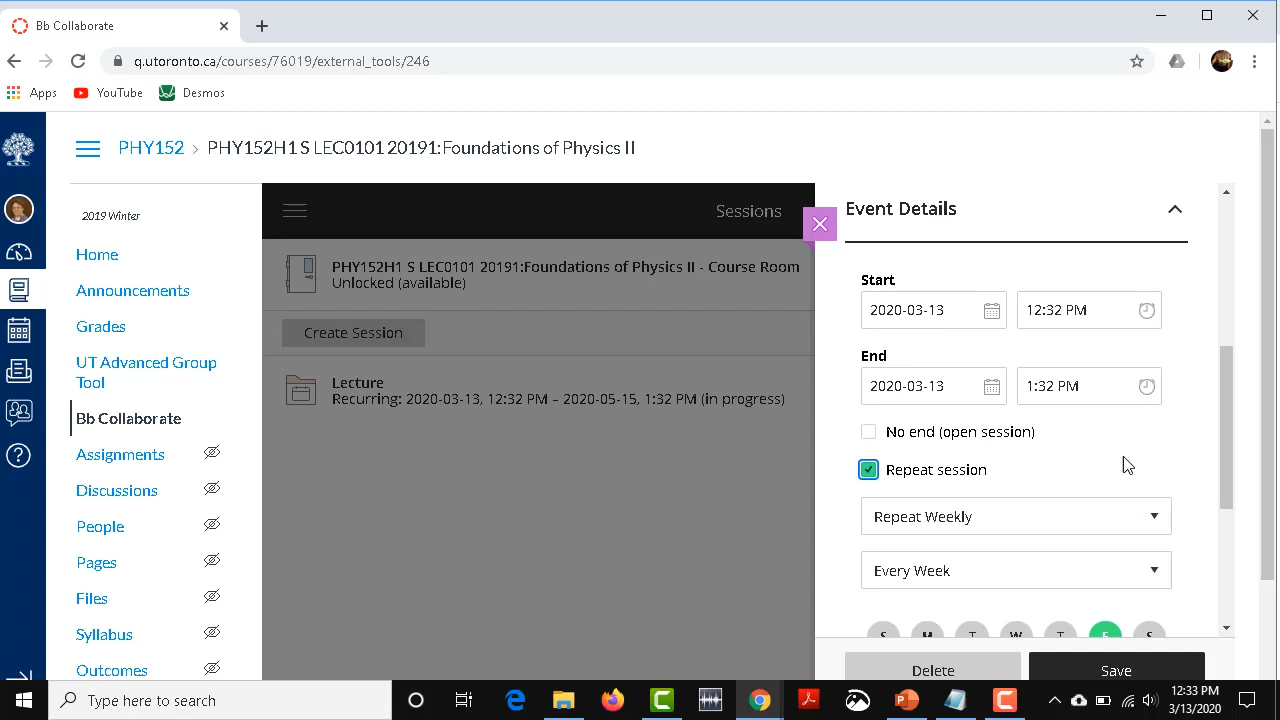 Bb Collaborate
q.utoronto.ca/courses/76019/external_tools/246
Apps
YouTube
Desmos
PHY152 > PHY152H1 S LEC0101 20191:Foundations of Physics II
2019 Winter
Home
Announcements
Grades
UT Advanced Group
Tool
Bb Collaborate
Assignments
Discussions
People
Pages
Files
Syllabus
Outcomes
Sessions
PHY152H1 S LEC0101 20191:Foundations of Physics II - Course Room
Unlocked (available)
Create Session
Lecture
Recurring: 2020-03-13, 12:32 PM – 2020-05-15, 1:32 PM (in progress)
Event Details
Start
2020-03-13 12:32 PM
End
2020-03-13 1:32 PM
No end (open session)
Repeat session
Repeat Weekly
Every Week
S M T W T F S
Delete Save
Type here to search
12:33 PM
3/13/2020